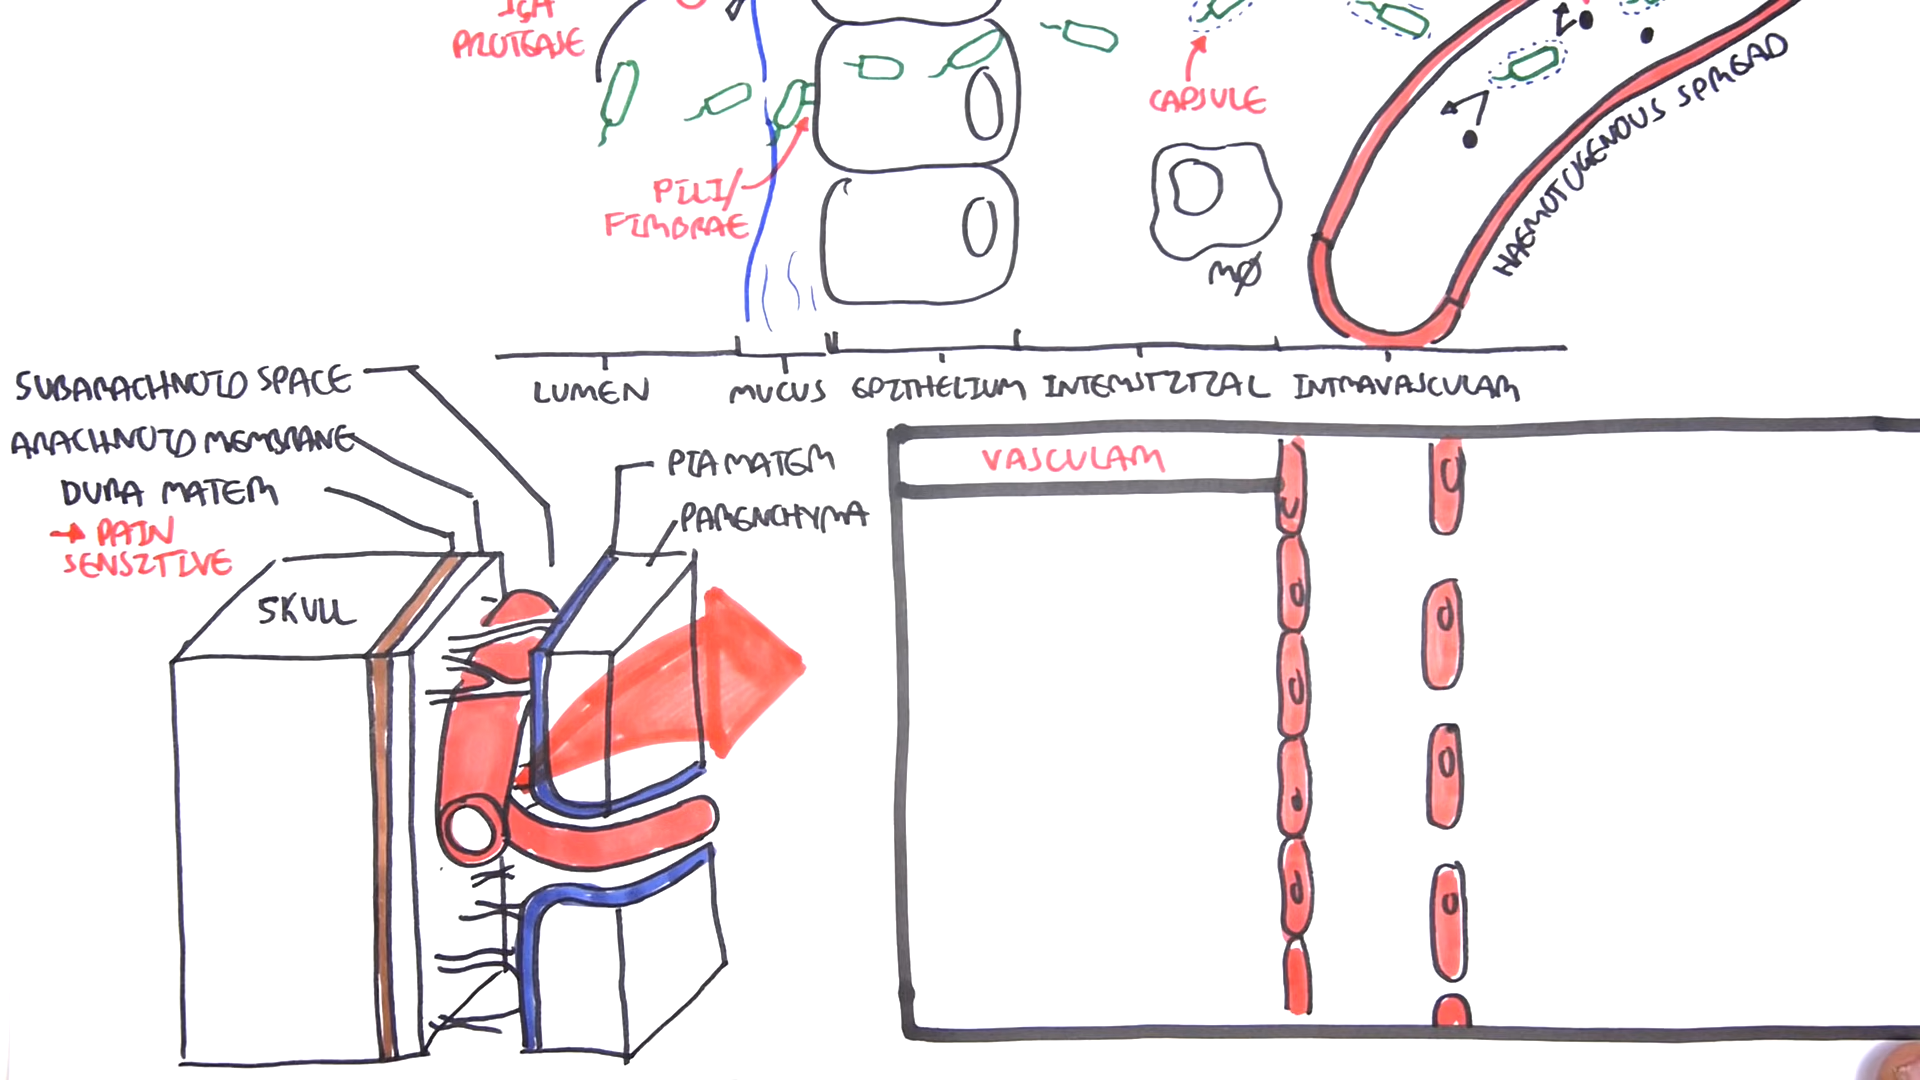 IgA
PROTEASE
CAPSULE
HAEMOTOGENOUS SPREAD
PILI/
FIMBRAE
MØ
LUMEN
MUCUS
EPITHELIUM
INTERSTITIAL
INTRAVASCULAR
SUBARACHNOID SPACE
ARACHNOID MEMBRANE
DURA MATER
→ PAIN
SENSITIVE
PIA MATER
PARENCHYMA
SKULL
VASCULAR